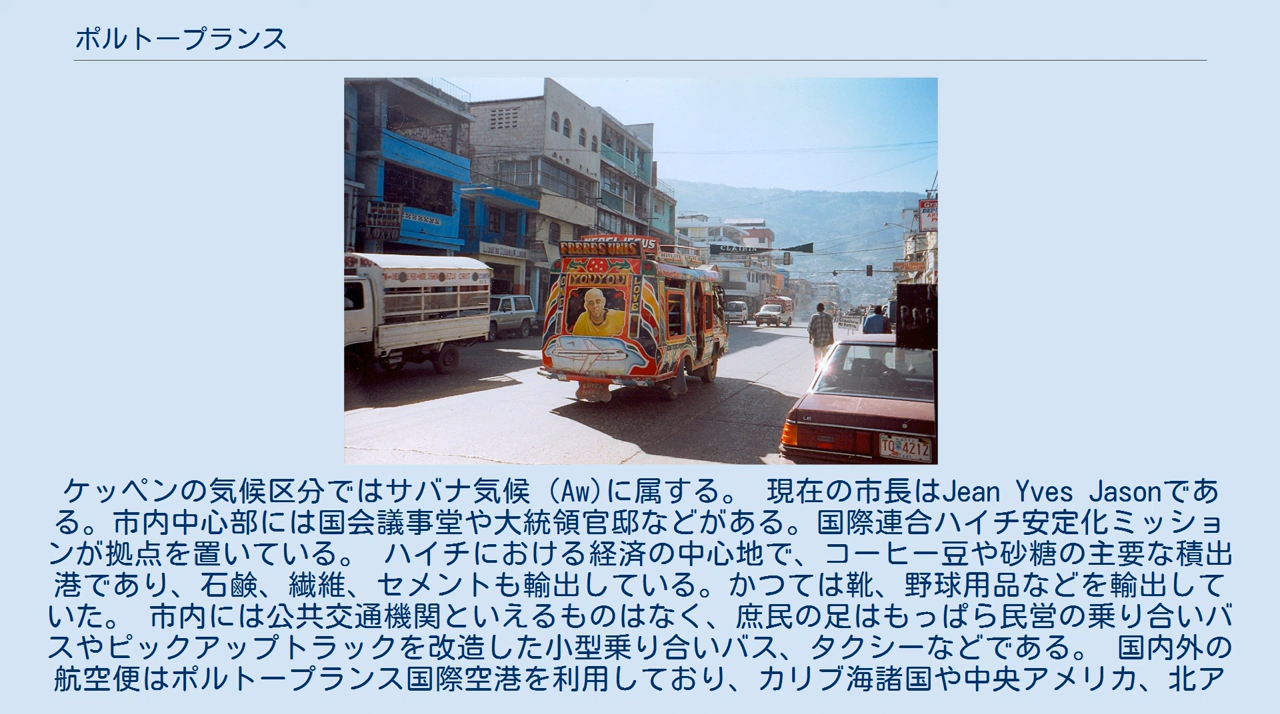 ポルトープランス
REBEL JESUS
FRERES UNIS
YOUYOU
ONE
LOVE
CLAIRIN
TQ 4212
ケッペンの気候区分ではサバナ気候 (Aw)に属する。 現在の市長はJean Yves Jasonであ
る。市内中心部には国会議事堂や大統領官邸などがある。国際連合ハイチ安定化ミッショ
ンが拠点を置いている。 ハイチにおける経済の中心地で、コーヒー豆や砂糖の主要な積出
港であり、石鹸、繊維、セメントも輸出している。かつては靴、野球用品などを輸出して
いた。 市内には公共交通機関といえるものはなく、庶民の足はもっぱら民営の乗り合いバ
スやピックアップトラックを改造した小型乗り合いバス、タクシーなどである。 国内外の
航空便はポルトープランス国際空港を利用しており、カリブ海諸国や中央アメリカ、北ア